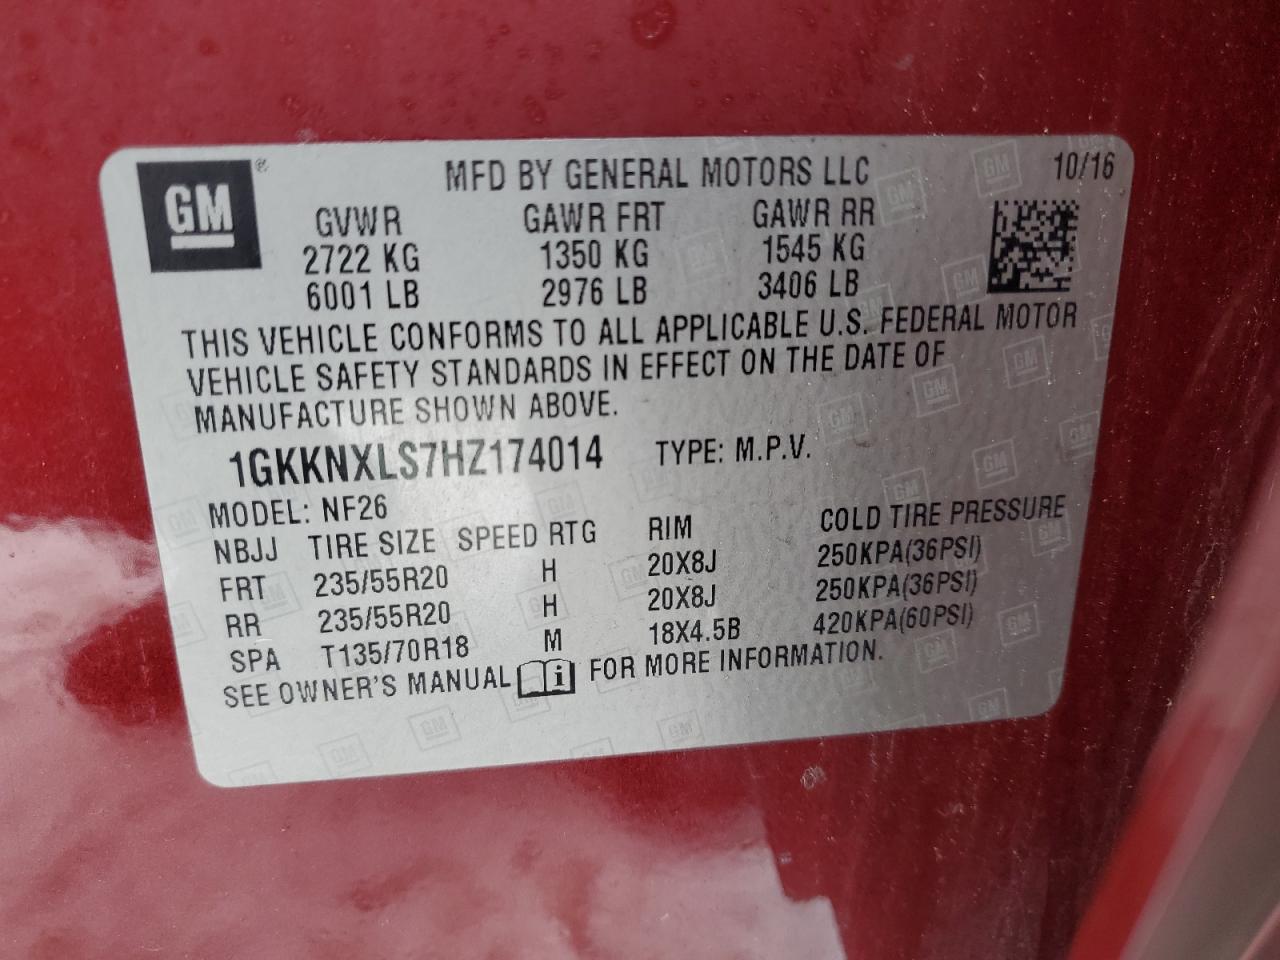 GM® MFD BY GENERAL MOTORS LLC 10/16
GVWR GAWR FRT GAWR RR
2722 KG 1350 KG 1545 KG
6001 LB 2976 LB 3406 LB
THIS VEHICLE CONFORMS TO ALL APPLICABLE U.S. FEDERAL MOTOR
VEHICLE SAFETY STANDARDS IN EFFECT ON THE DATE OF
MANUFACTURE SHOWN ABOVE.
1GKKNXLS7HZ174014 TYPE: M.P.V.
MODEL: NF26
NBJJ TIRE SIZE SPEED RTG RIM COLD TIRE PRESSURE
FRT 235/55R20 H 20X8J 250KPA(36PSI)
RR 235/55R20 H 20X8J 250KPA(36PSI)
SPA T135/70R18 M 18X4.5B 420KPA(60PSI)
SEE OWNER'S MANUAL i FOR MORE INFORMATION.